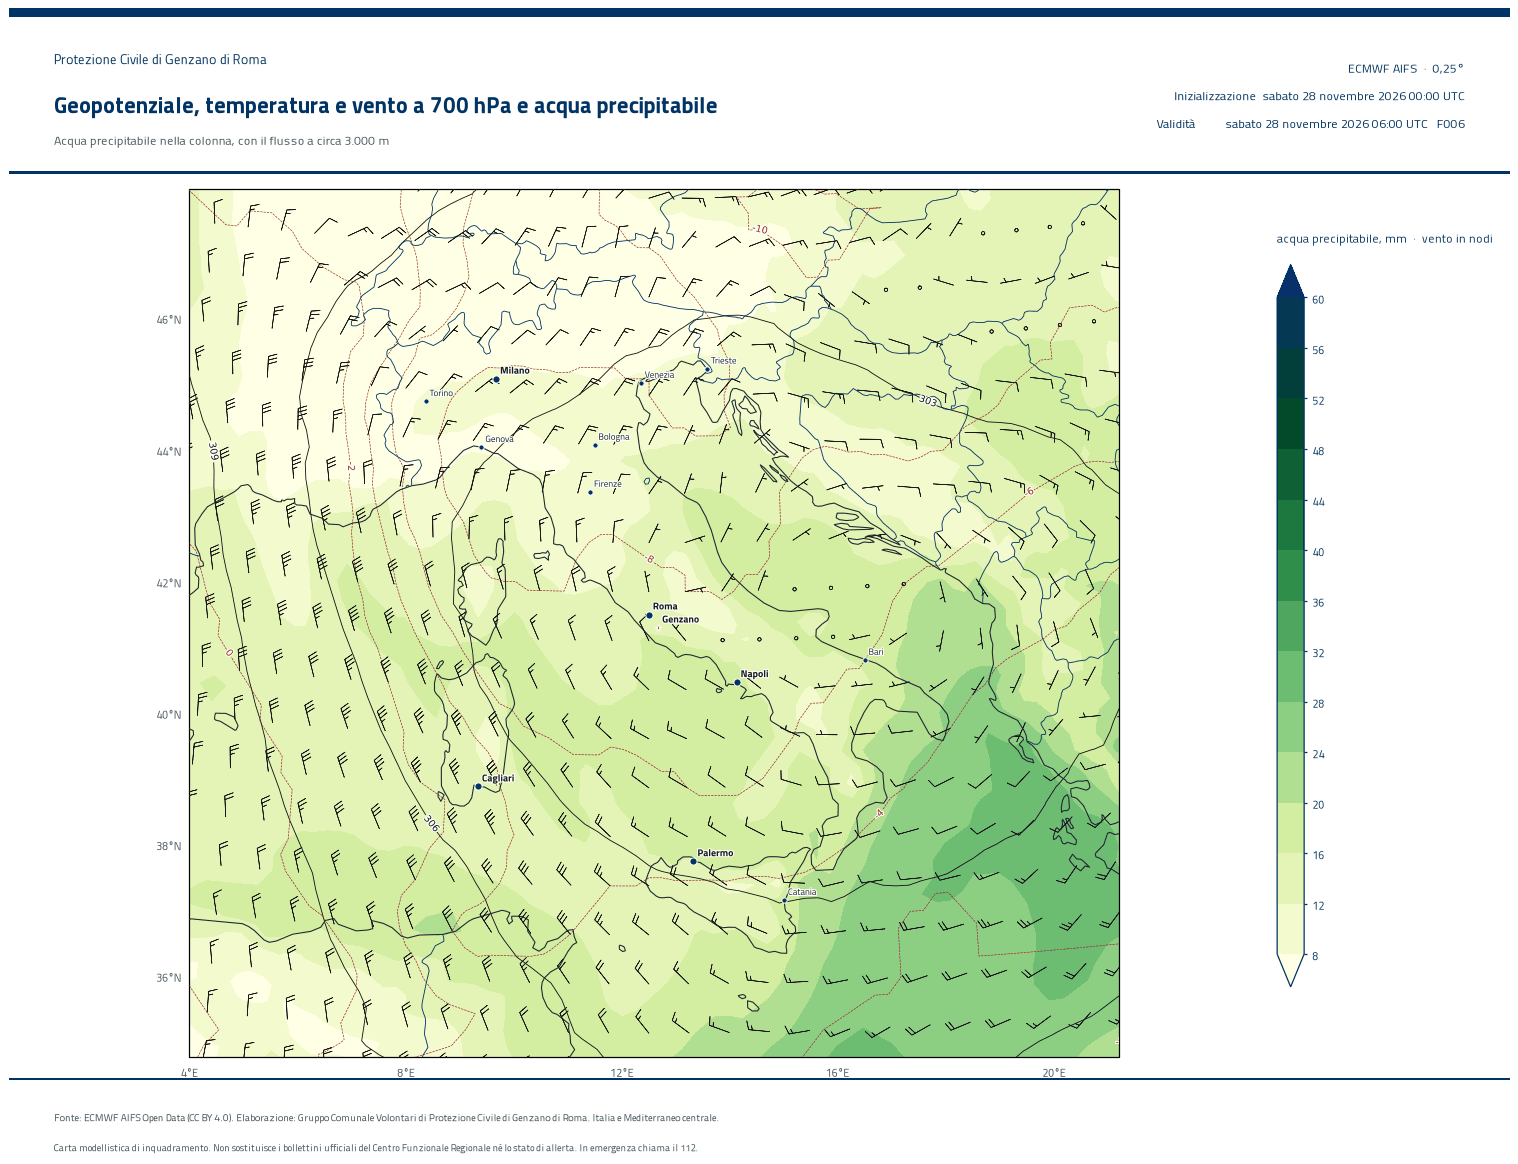 Protezione Civile di Genzano di Roma
Geopotenziale, temperatura e vento a 700 hPa e acqua precipitabile
Acqua precipitabile nella colonna, con il flusso a circa 3.000 m
ECMWF AIFS · 0,25°
Inizializzazione sabato 28 novembre 2026 00:00 UTC
Validità sabato 28 novembre 2026 06:00 UTC F006
acqua precipitabile, mm · vento in nodi
60
56
52
48
44
40
36
32
28
24
20
16
12
8
46°N
44°N
42°N
40°N
38°N
36°N
4°E
8°E
12°E
16°E
20°E
-10
303
309
-2
-6
-8
0
306
-4
Trieste
Venezia
Milano
Torino
Genova
Bologna
Firenze
Roma
Genzano
Bari
Napoli
Cagliari
Palermo
Catania
Fonte: ECMWF AIFS Open Data (CC BY 4.0). Elaborazione: Gruppo Comunale Volontari di Protezione Civile di Genzano di Roma. Italia e Mediterraneo centrale.
Carta modellistica di inquadramento. Non sostituisce i bollettini ufficiali del Centro Funzionale Regionale né lo stato di allerta. In emergenza chiama il 112.